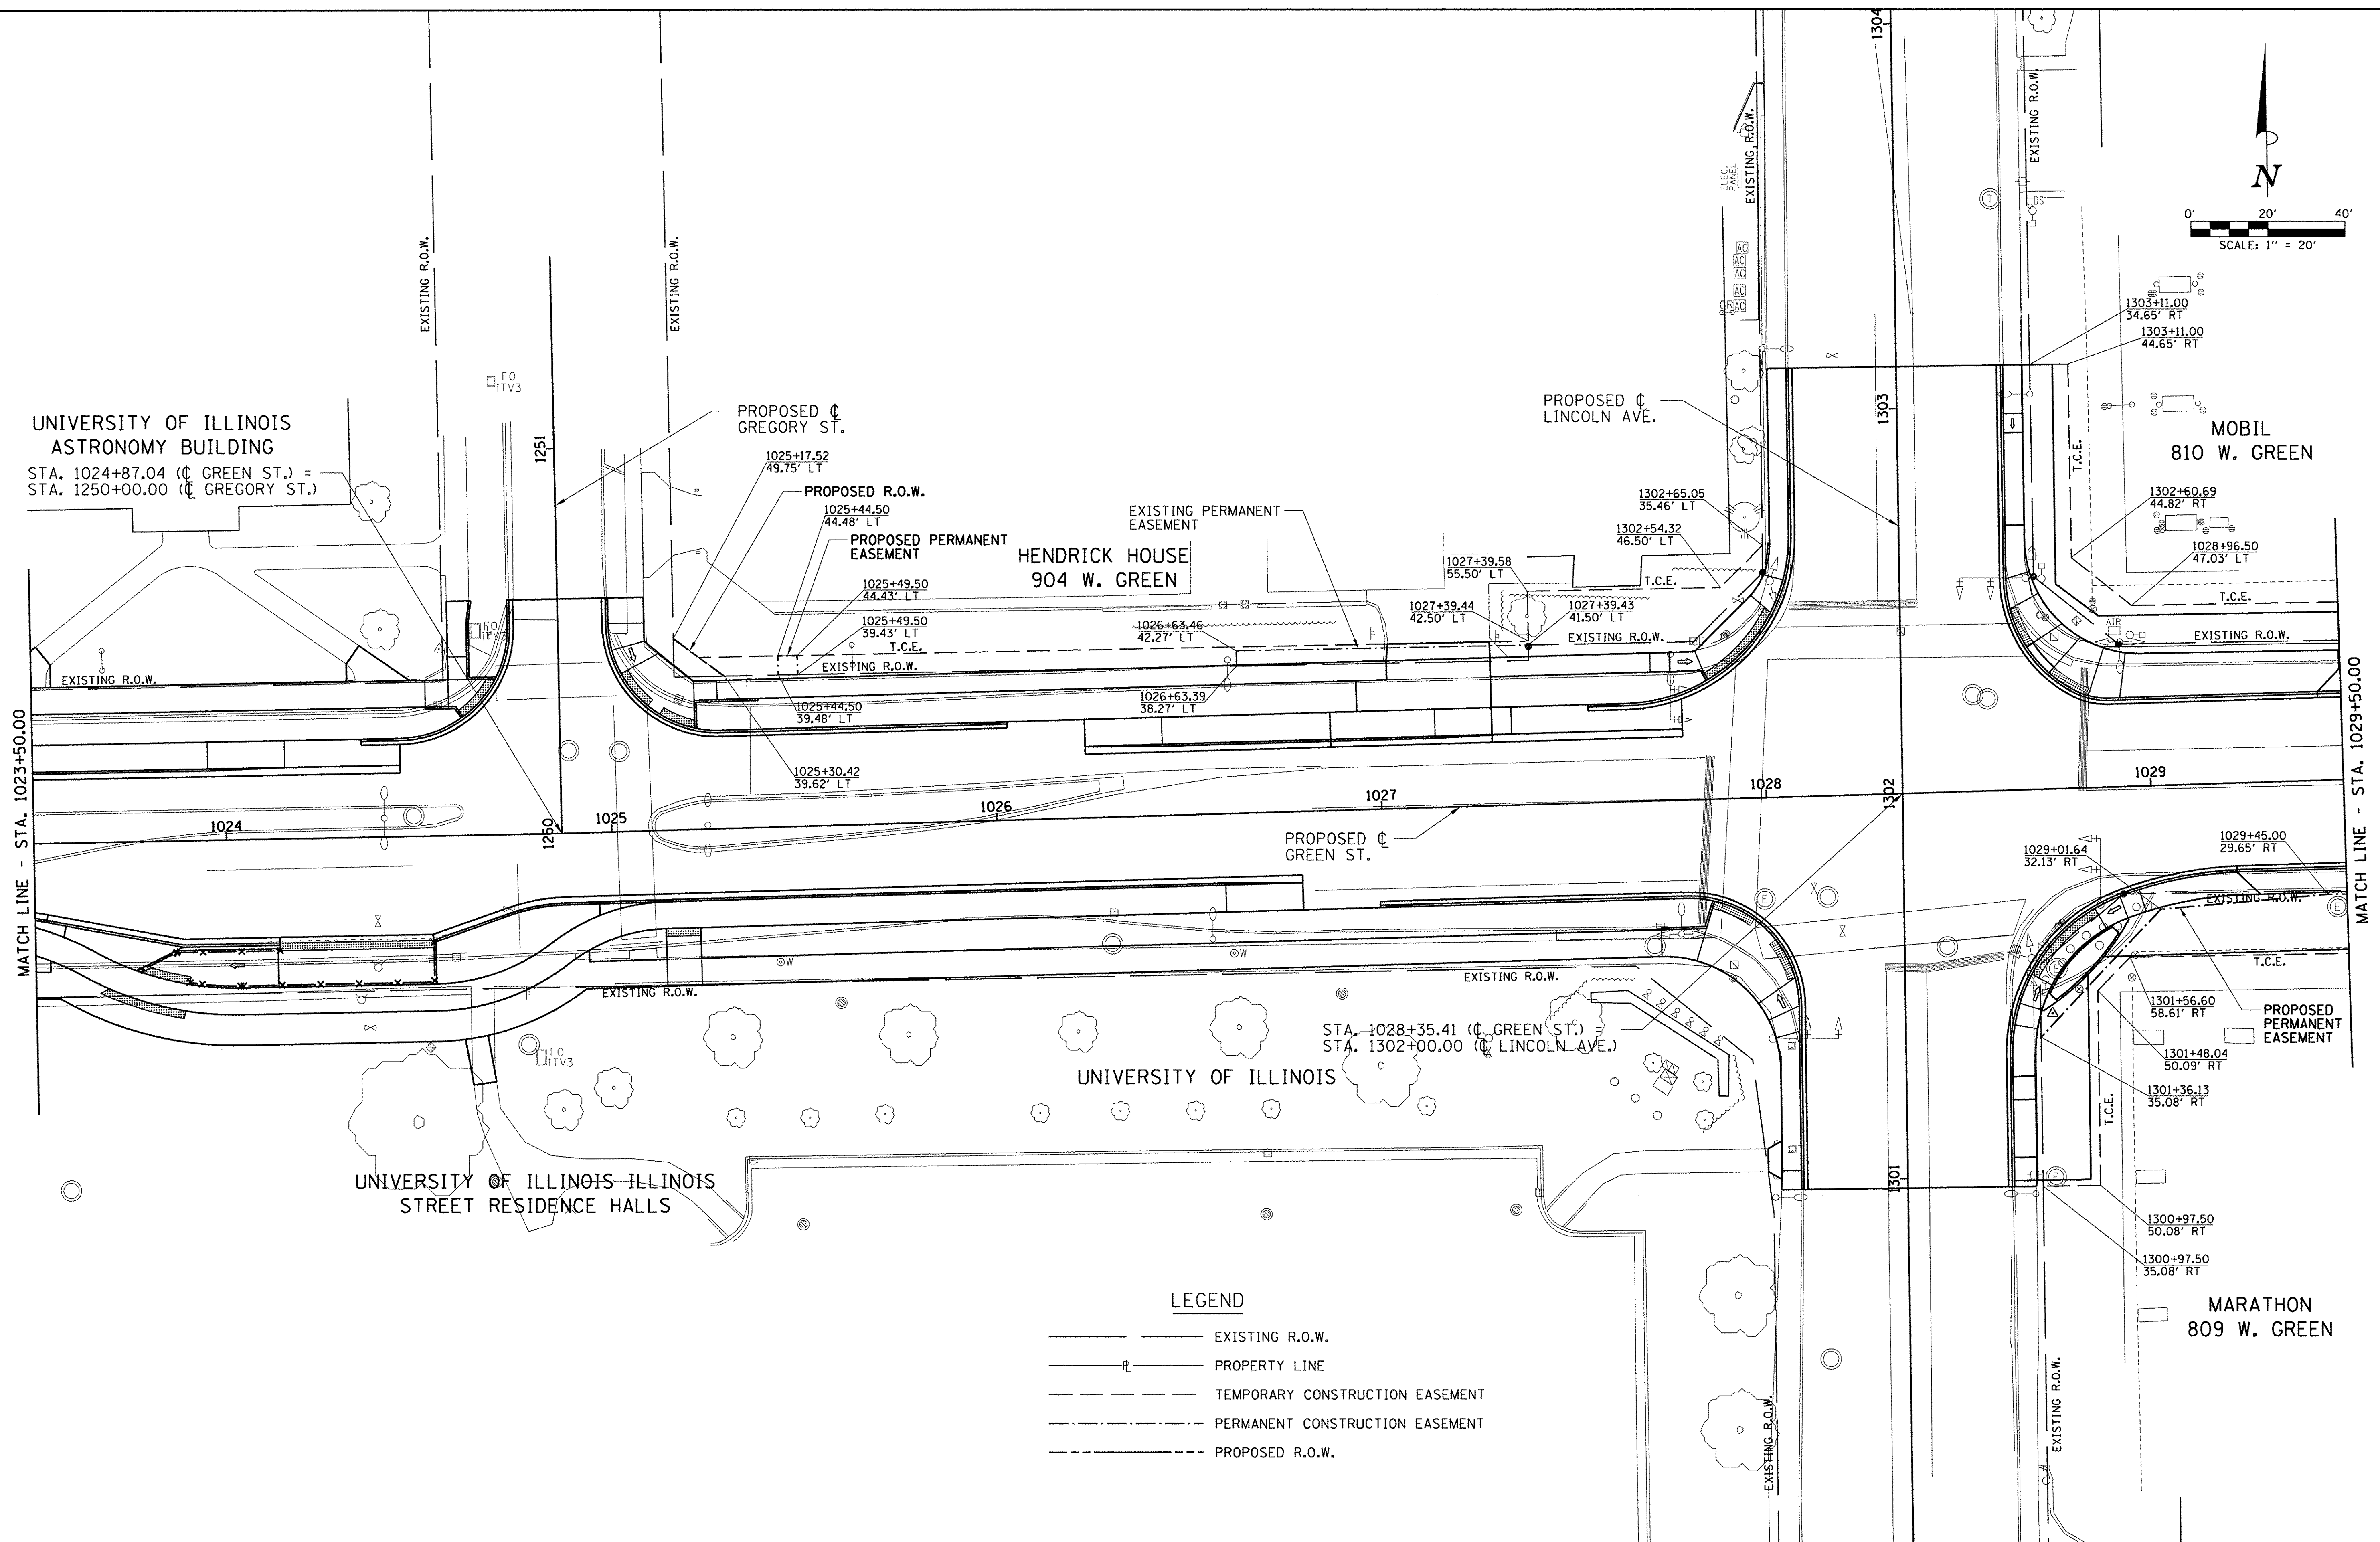 1304
EXISTING R.O.W.
EXISTING R.O.W.
ELEC.
PANEL
N
0' 20' 40'
SCALE: 1" = 20'
T
DS
EXISTING R.O.W.
EXISTING R.O.W.
AC
AC
AC
AC
AC
1303+11.00
34.65' RT
1303+11.00
44.65' RT
FO
ITV3
UNIVERSITY OF ILLINOIS
ASTRONOMY BUILDING
STA. 1024+87.04 (℄ GREEN ST.) =
STA. 1250+00.00 (℄ GREGORY ST.)
1251
PROPOSED ℄
GREGORY ST.
PROPOSED ℄
LINCOLN AVE.
1303
T.C.E.
MOBIL
810 W. GREEN
1025+17.52
49.75' LT
PROPOSED R.O.W.
1025+44.50
44.48' LT
PROPOSED PERMANENT
EASEMENT
EXISTING PERMANENT
EASEMENT
HENDRICK HOUSE
904 W. GREEN
1302+65.05
35.46' LT
1302+54.32
46.50' LT
1302+60.69
44.82' RT
1028+96.50
47.03' LT
1025+49.50
44.43' LT
1027+39.58
55.50' LT
T.C.E.
T.C.E.
1025+49.50
39.43' LT
1026+63.46
42.27' LT
1027+39.44
42.50' LT
1027+39.43
41.50' LT
AIR
FO
T.C.E.
EXISTING R.O.W.
EXISTING R.O.W.
EXISTING R.O.W.
EXISTING R.O.W.
1025+44.50
39.48' LT
1026+63.39
38.27' LT
1025+30.42
39.62' LT
MATCH LINE - STA. 1023+50.00
MATCH LINE - STA. 1029+50.00
1024
1250
1025
1026
1027
1028
1302
1029
PROPOSED ℄
GREEN ST.
1029+01.64
32.13' RT
1029+45.00
29.65' RT
E
EXISTING R.O.W.
E
W
W
EXISTING R.O.W.
EXISTING R.O.W.
T.C.E.
1301+56.60
58.61' RT
PROPOSED
PERMANENT
EASEMENT
STA. 1028+35.41 (℄ GREEN ST.) =
STA. 1302+00.00 (℄ LINCOLN AVE.)
FO
ITV3
1301+48.04
50.09' RT
UNIVERSITY OF ILLINOIS
1301+36.13
35.08' RT
T.C.E.
UNIVERSITY OF ILLINOIS ILLINOIS
STREET RESIDENCE HALLS
1301
1300+97.50
50.08' RT
1300+97.50
35.08' RT
MARATHON
809 W. GREEN
LEGEND
EXISTING R.O.W.
PROPERTY LINE
TEMPORARY CONSTRUCTION EASEMENT
PERMANENT CONSTRUCTION EASEMENT
PROPOSED R.O.W.
EXISTING R.O.W.
EXISTING R.O.W.